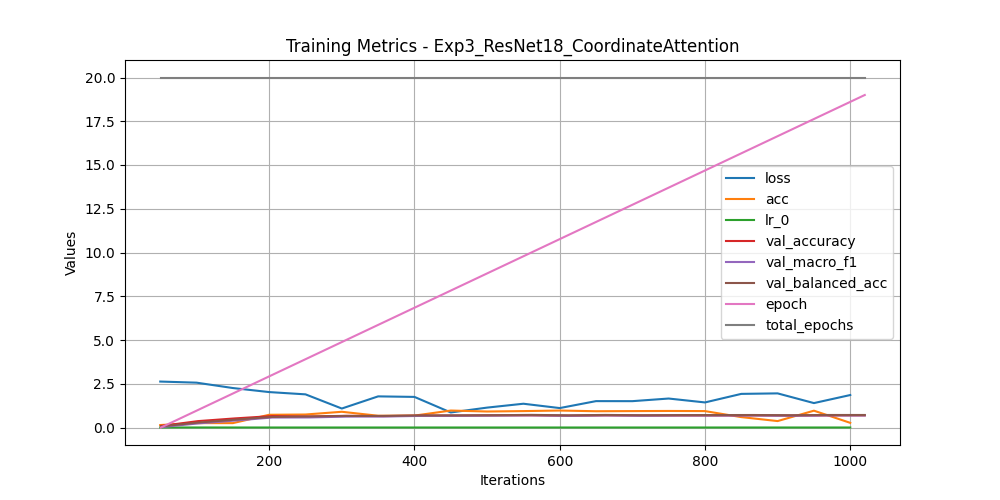 Training Metrics - Exp3_ResNet18_CoordinateAttention
20.0
17.5
15.0
12.5
10.0
7.5
5.0
2.5
0.0
Values
loss
acc
lr_0
val_accuracy
val_macro_f1
val_balanced_acc
epoch
total_epochs
200
400
600
800
1000
Iterations